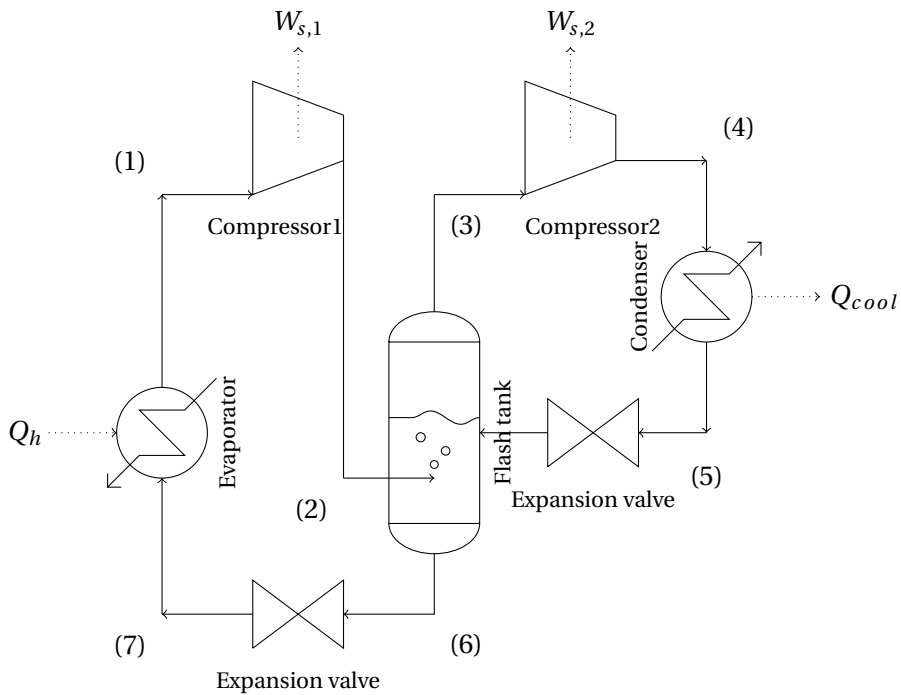 W_{s,1}
W_{s,2}
(1)
(4)
Compressor1
(3)
Compressor2
Condenser
Q_{cool}
Q_h
Evaporator
Flash tank
(2)
(5)
Expansion valve
(7)
(6)
Expansion valve